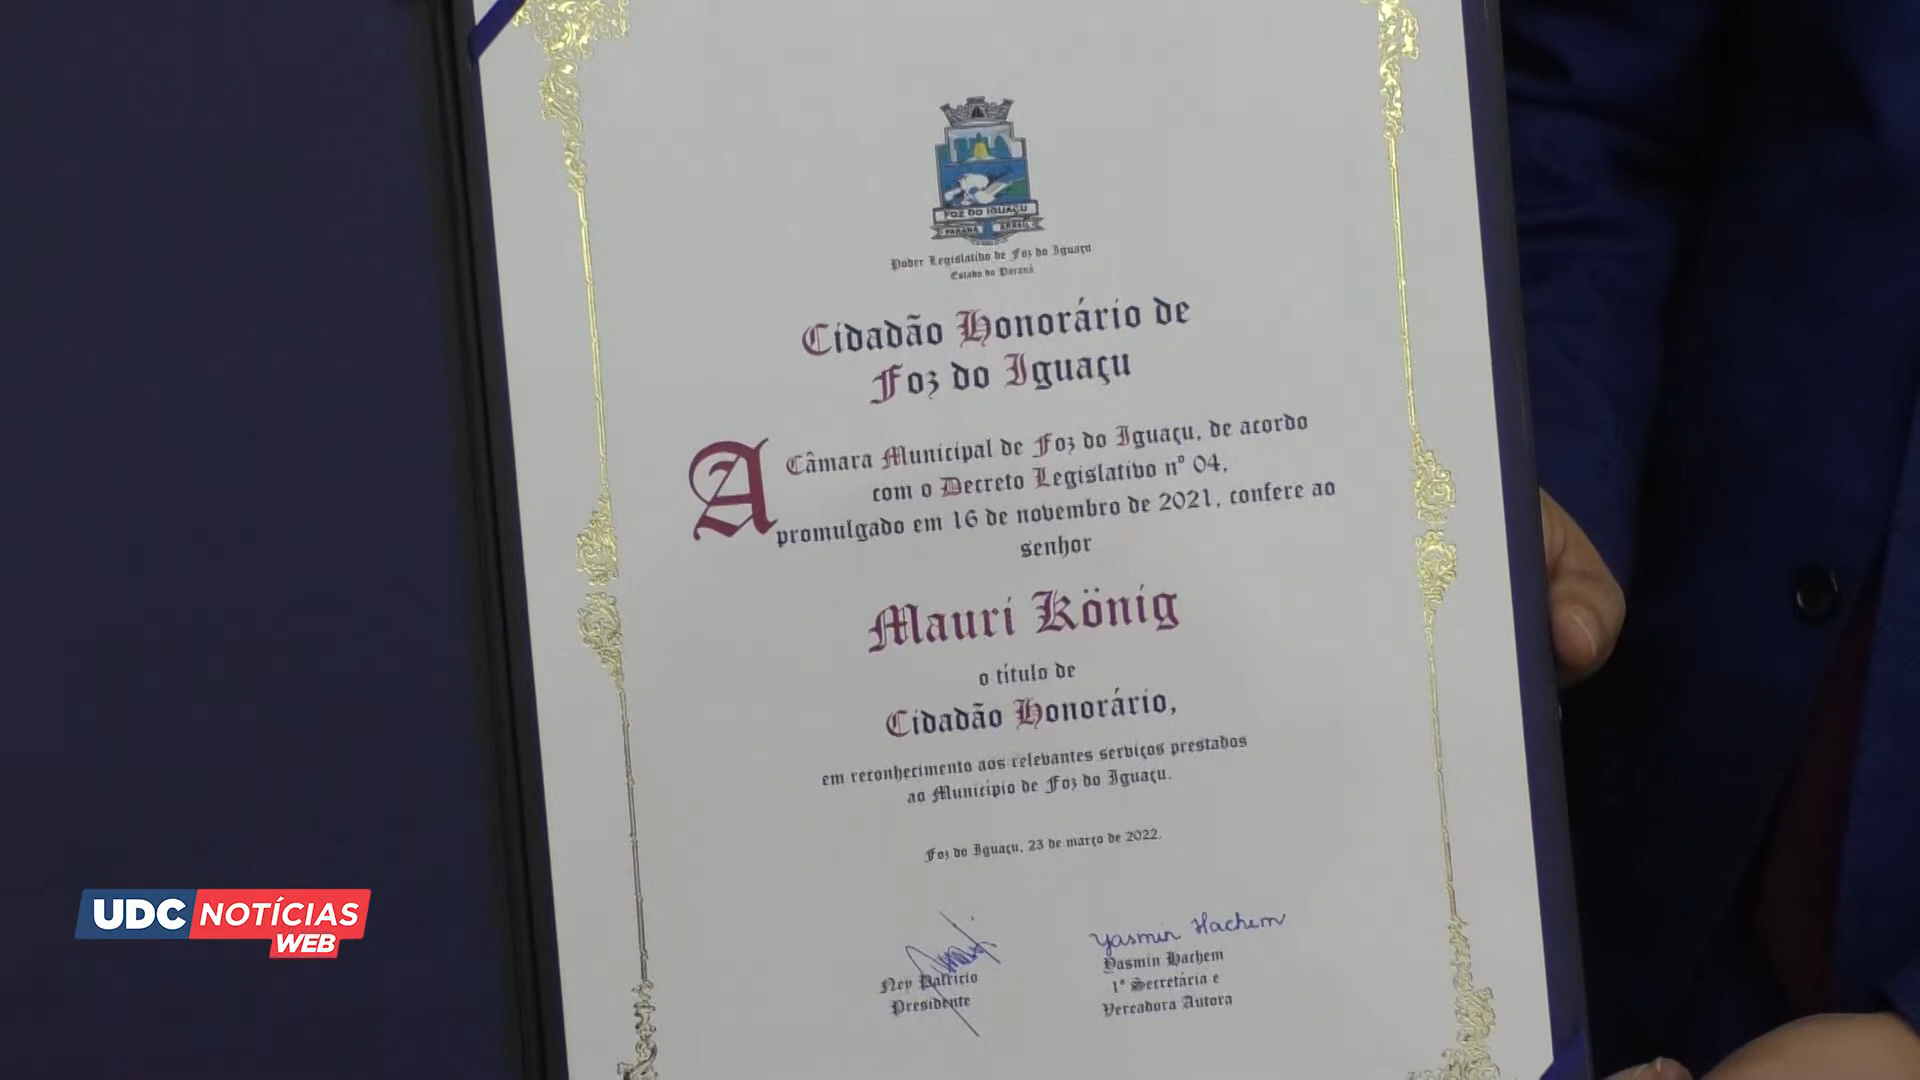 FOZ DO IGUAÇU
PARANÁ BRASIL
Poder Legislativo de Foz do Iguaçu
Estado do Paraná
Cidadão Honorário de
Foz do Iguaçu
A Câmara Municipal de Foz do Iguaçu, de acordo
com o Decreto Legislativo nº 04,
promulgado em 16 de novembro de 2021, confere ao
senhor
Mauri König
o título de
Cidadão Honorário,
em reconhecimento aos relevantes serviços prestados
ao Município de Foz do Iguaçu.
Foz do Iguaçu, 23 de março de 2022.
Yasmin Hachem
Ney Patrício
Presidente
Yasmin Hachem
1ª Secretária e
Vereadora Autora
UDC NOTÍCIAS
WEB